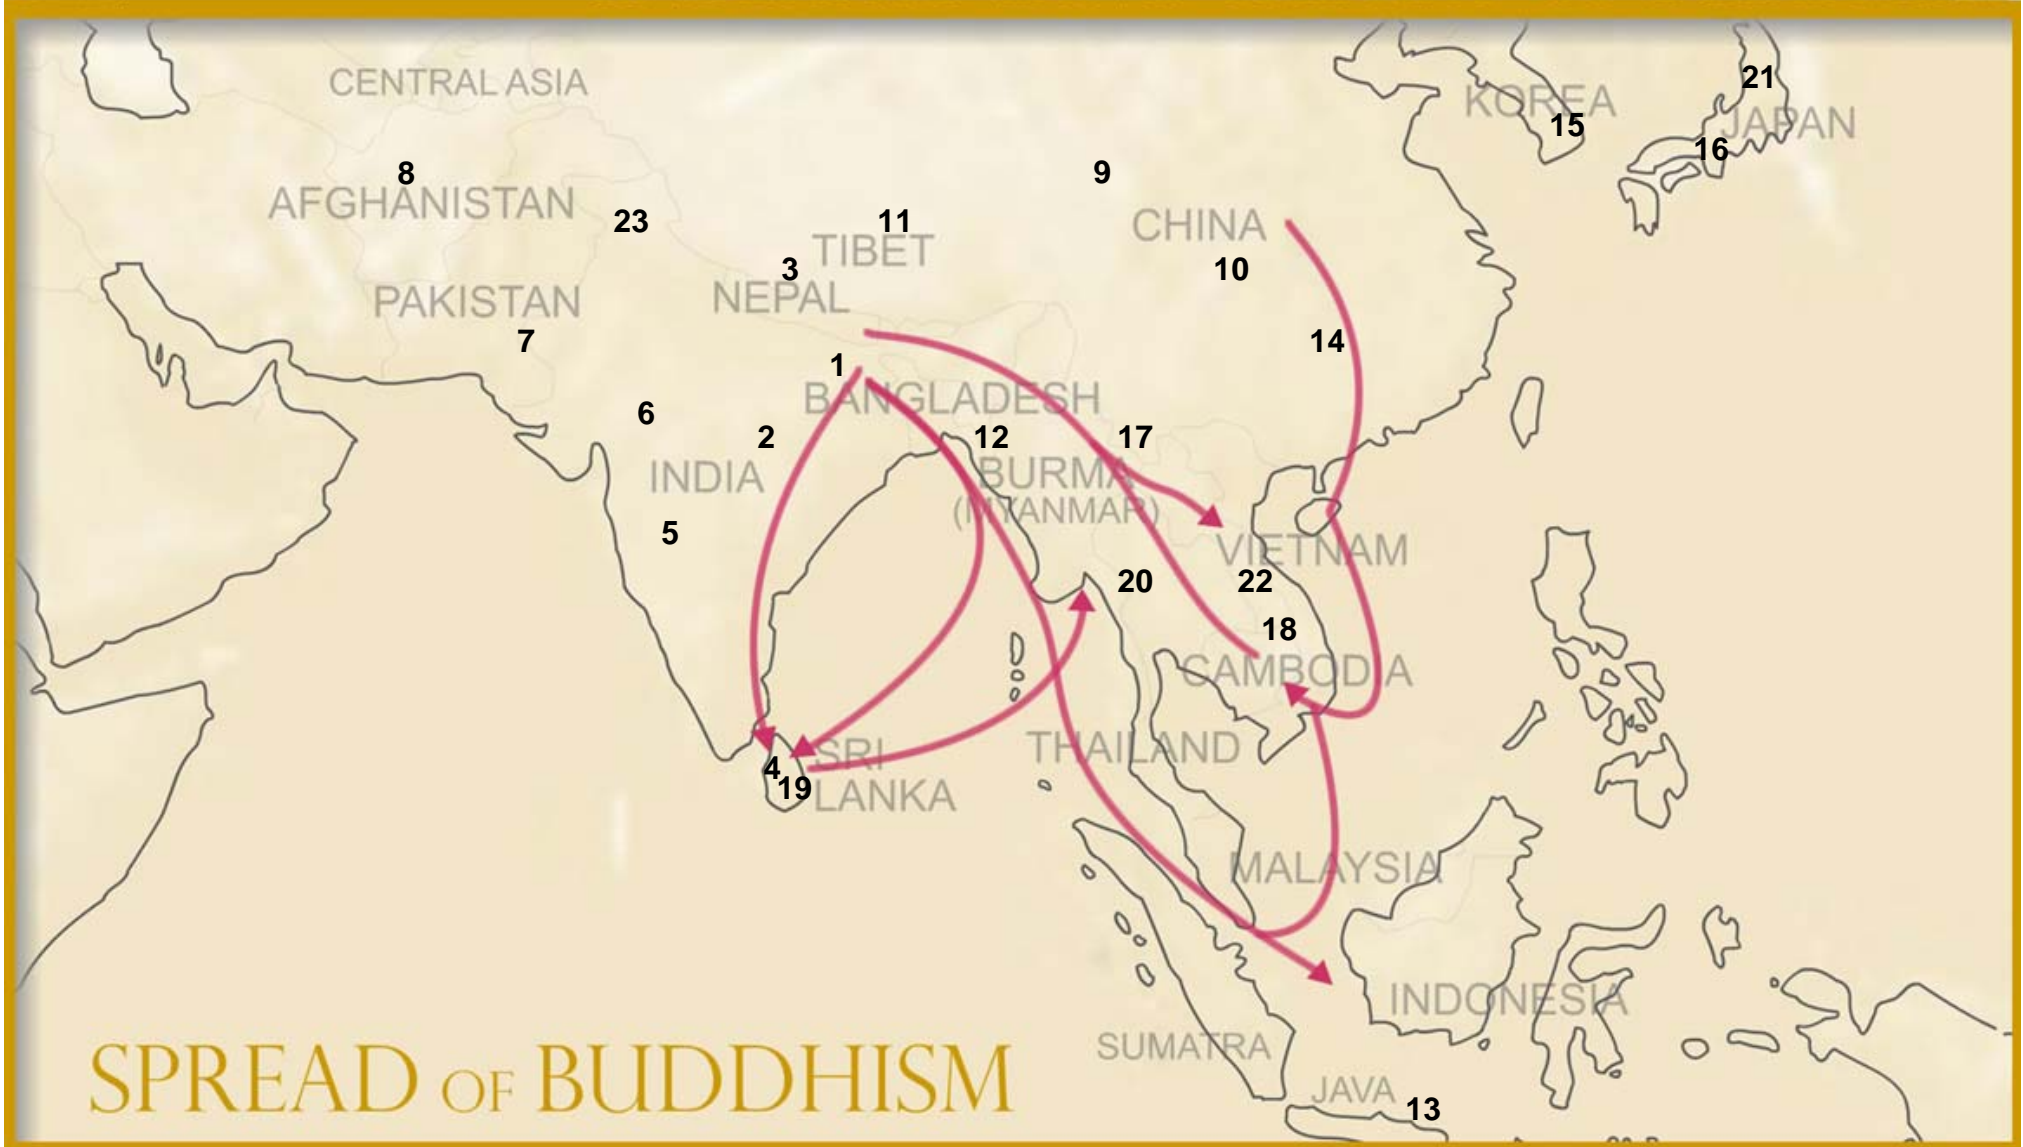 21
CENTRAL ASIA
KOREA
15
JAPAN
16
8
9
AFGHANISTAN
23
11
CHINA
TIBET
3
10
NEPAL
PAKISTAN
7
14
1
BANGLADESH
6
2
12
17
INDIA
BURMA
(MYANMAR)
5
VIETNAM
20
22
18
CAMBODIA
THAILAND
SRI
LANKA
4
19
MALAYSIA
INDONESIA
SUMATRA
JAVA
13
SPREAD OF BUDDHISM